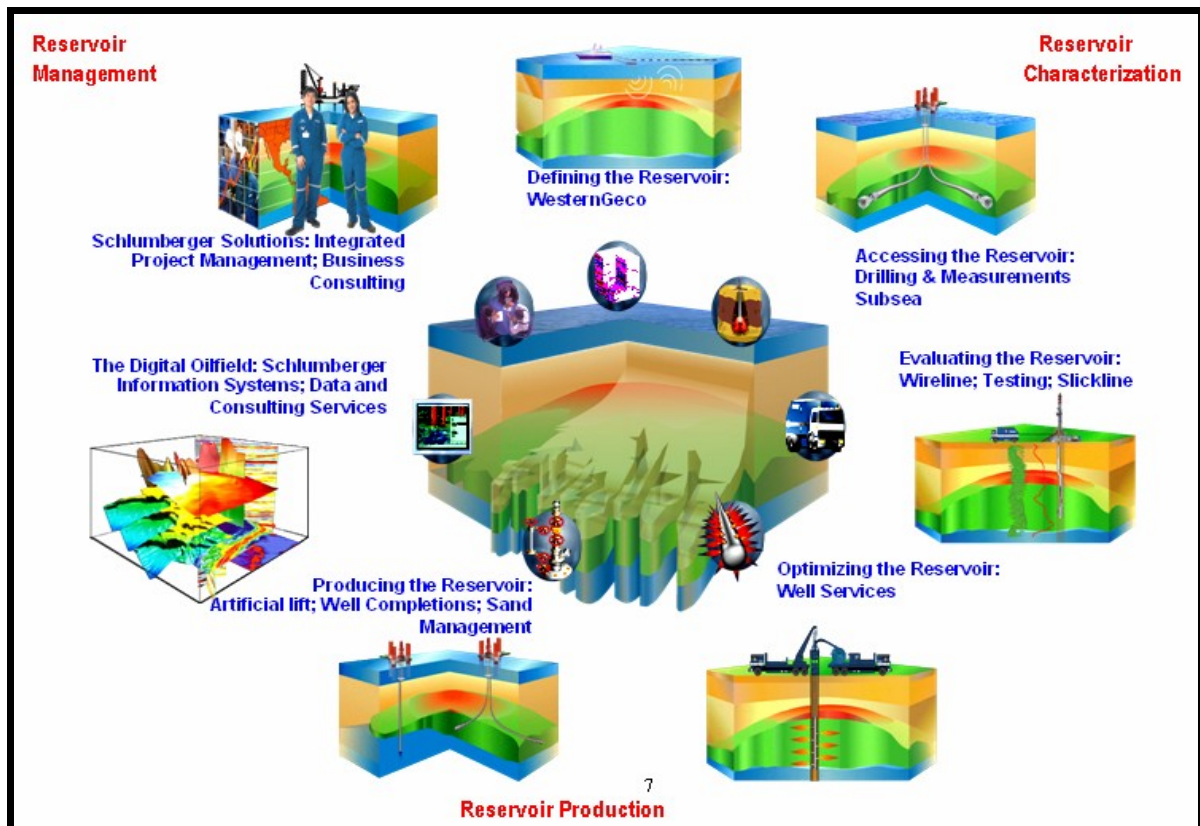 Reservoir
Management
Reservoir
Characterization
Defining the Reservoir:
WesternGeco
Schlumberger Solutions: Integrated
Project Management; Business
Consulting
Accessing the Reservoir:
Drilling & Measurements
Subsea
The Digital Oilfield: Schlumberger
Information Systems; Data and
Consulting Services
Evaluating the Reservoir:
Wireline; Testing; Slickline
Producing the Reservoir:
Artificial lift; Well Completions; Sand
Management
Optimizing the Reservoir:
Well Services
7
Reservoir Production